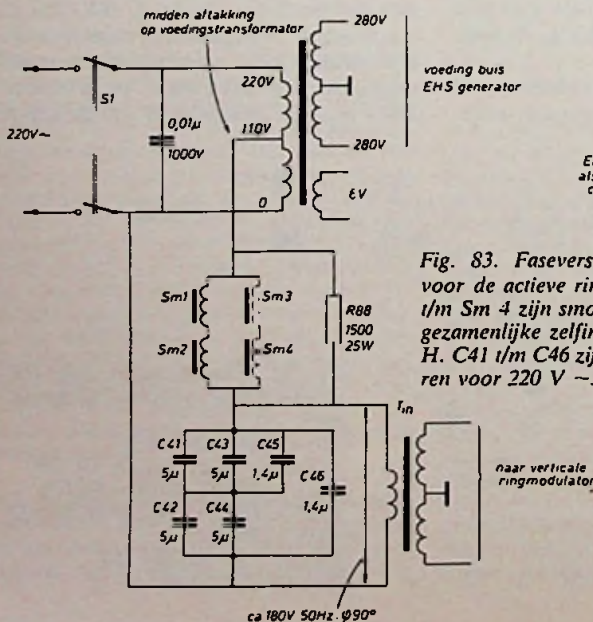 midden aftakking
op voedingstransformator
S1
220V~
0,01µ
1000V
220V
110V
0
280V
280V
6V
voeding buis
EHS generator
Fig. 83. Fasevers
voor de actieve rin
t/m Sm 4 zijn smo
gezamenlijke zelfin
H. C41 t/m C46 zij
ren voor 220 V ~.
Sm1
Sm3
Sm2
Sm4
R88
1500
25W
Tin
C41
5µ
C43
5µ
C45
1,4µ
C46
1,4µ
C42
5µ
C44
5µ
naar verticale
ringmodulator
ca 180V 50Hz. φ90°